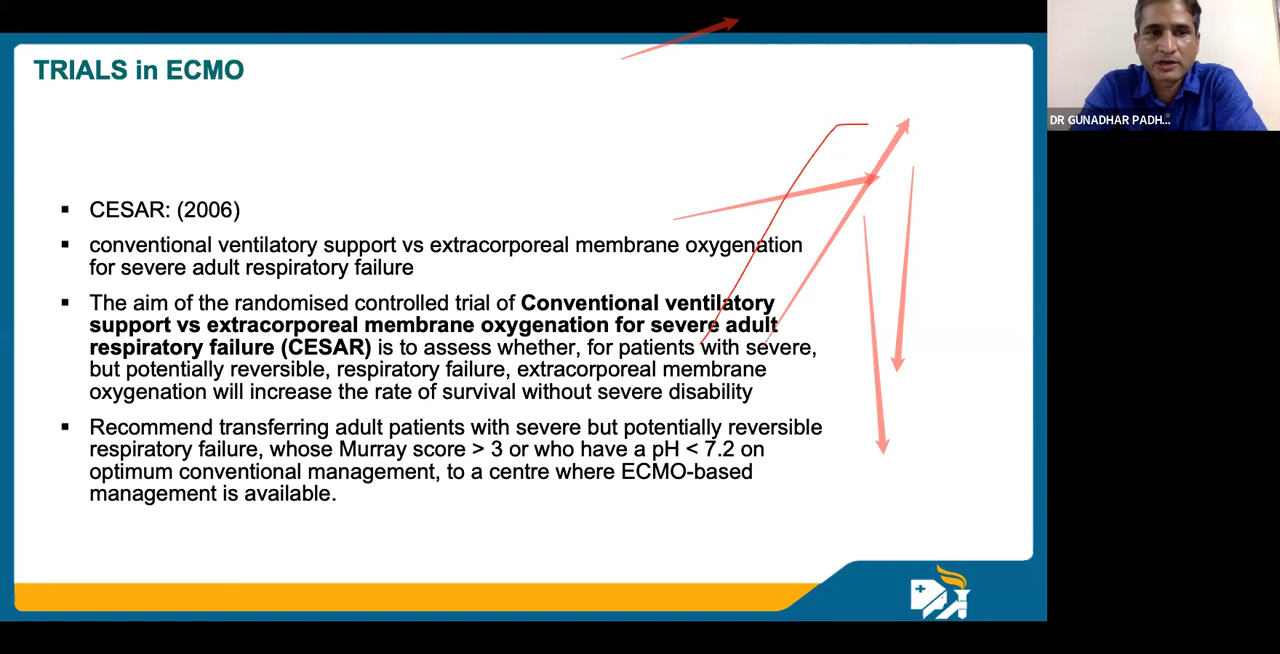 TRIALS in ECMO
DR GUNADHAR PADH...
▪ CESAR: (2006)
▪ conventional ventilatory support vs extracorporeal membrane oxygenation
for severe adult respiratory failure
▪ The aim of the randomised controlled trial of Conventional ventilatory
support vs extracorporeal membrane oxygenation for severe adult
respiratory failure (CESAR) is to assess whether, for patients with severe,
but potentially reversible, respiratory failure, extracorporeal membrane
oxygenation will increase the rate of survival without severe disability
▪ Recommend transferring adult patients with severe but potentially reversible
respiratory failure, whose Murray score > 3 or who have a pH < 7.2 on
optimum conventional management, to a centre where ECMO-based
management is available.